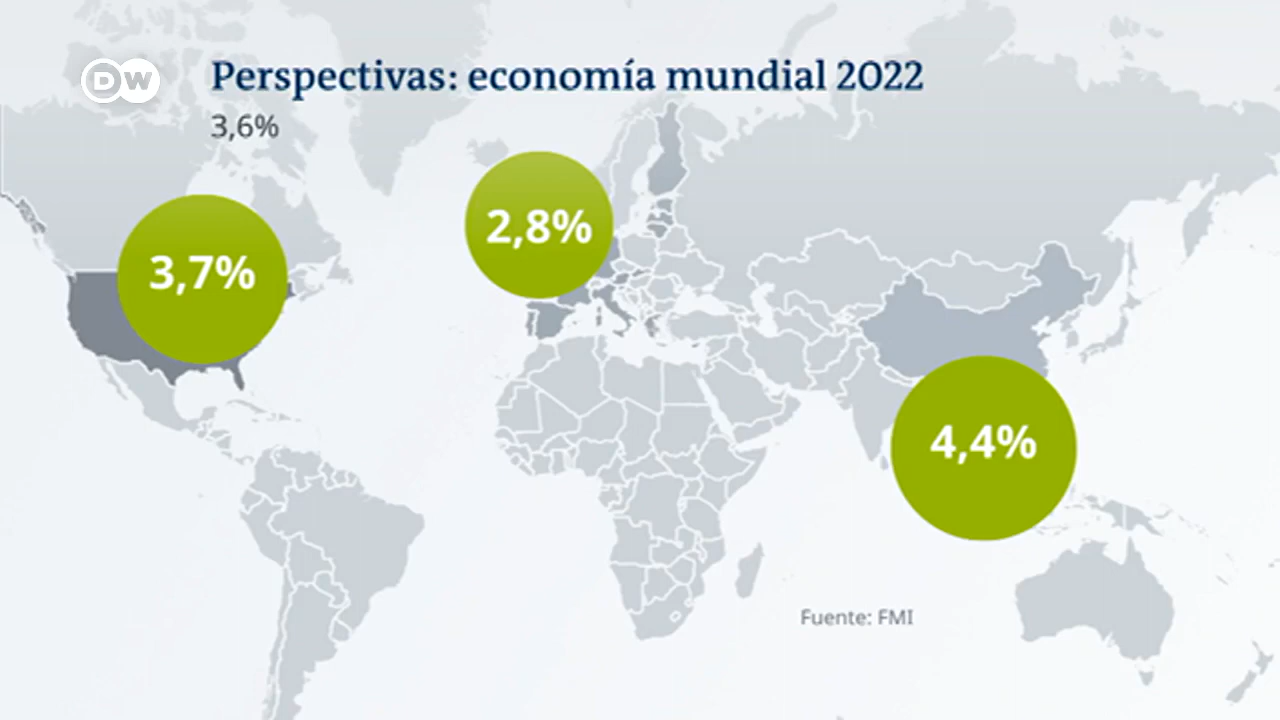 DW
Perspectivas: economía mundial 2022
3,6%
2,8%
3,7%
4,4%
Fuente: FMI